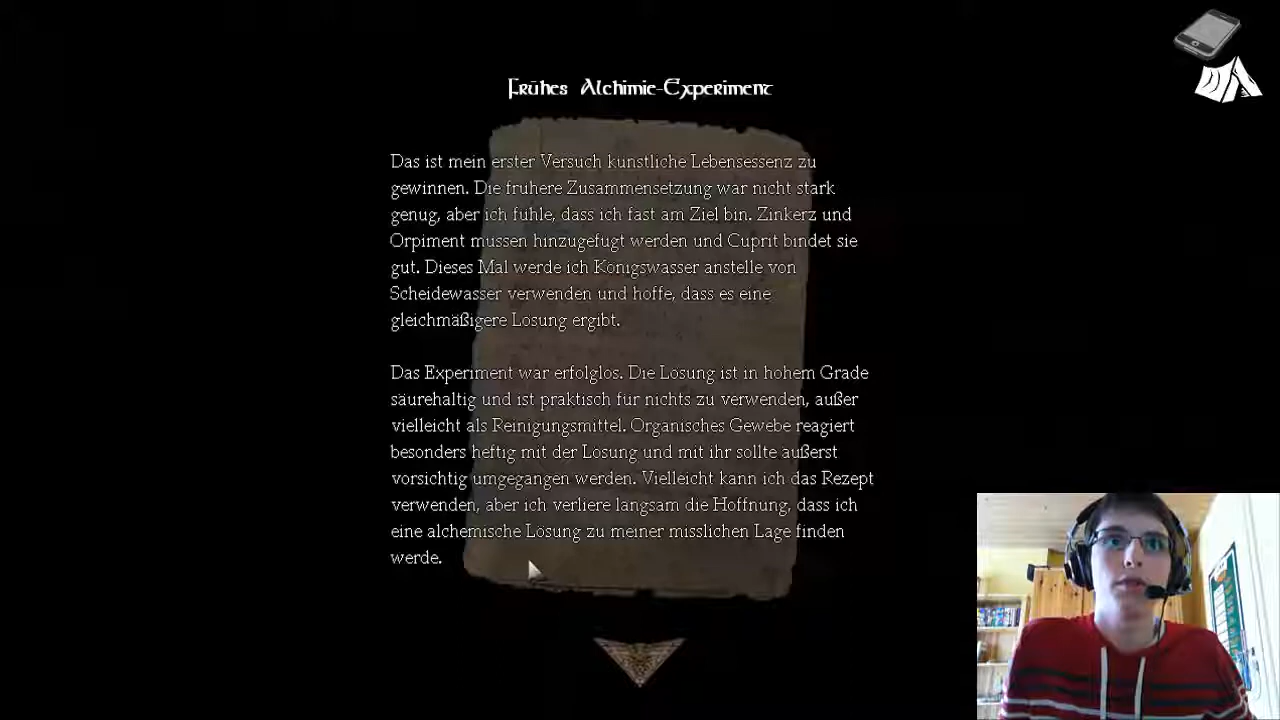 Frühes Alchimie-Experiment
Das ist mein erster Versuch künstliche Lebensessenz zu
gewinnen. Die frühere Zusammensetzung war nicht stark
genug, aber ich fühle, dass ich fast am Ziel bin. Zinkerz und
Orpiment müssen hinzugefügt werden und Cuprit bindet sie
gut. Dieses Mal werde ich Königswasser anstelle von
Scheidewasser verwenden und hoffe, dass es eine
gleichmäßigere Lösung ergibt.
Das Experiment war erfolglos. Die Lösung ist in hohem Grade
säurehaltig und ist praktisch für nichts zu verwenden, außer
vielleicht als Reinigungsmittel. Organisches Gewebe reagiert
besonders heftig mit der Lösung und mit ihr sollte äußerst
vorsichtig umgegangen werden. Vielleicht kann ich das Rezept
verwenden, aber ich verliere langsam die Hoffnung, dass ich
eine alchemische Lösung zu meiner misslichen Lage finden
werde.